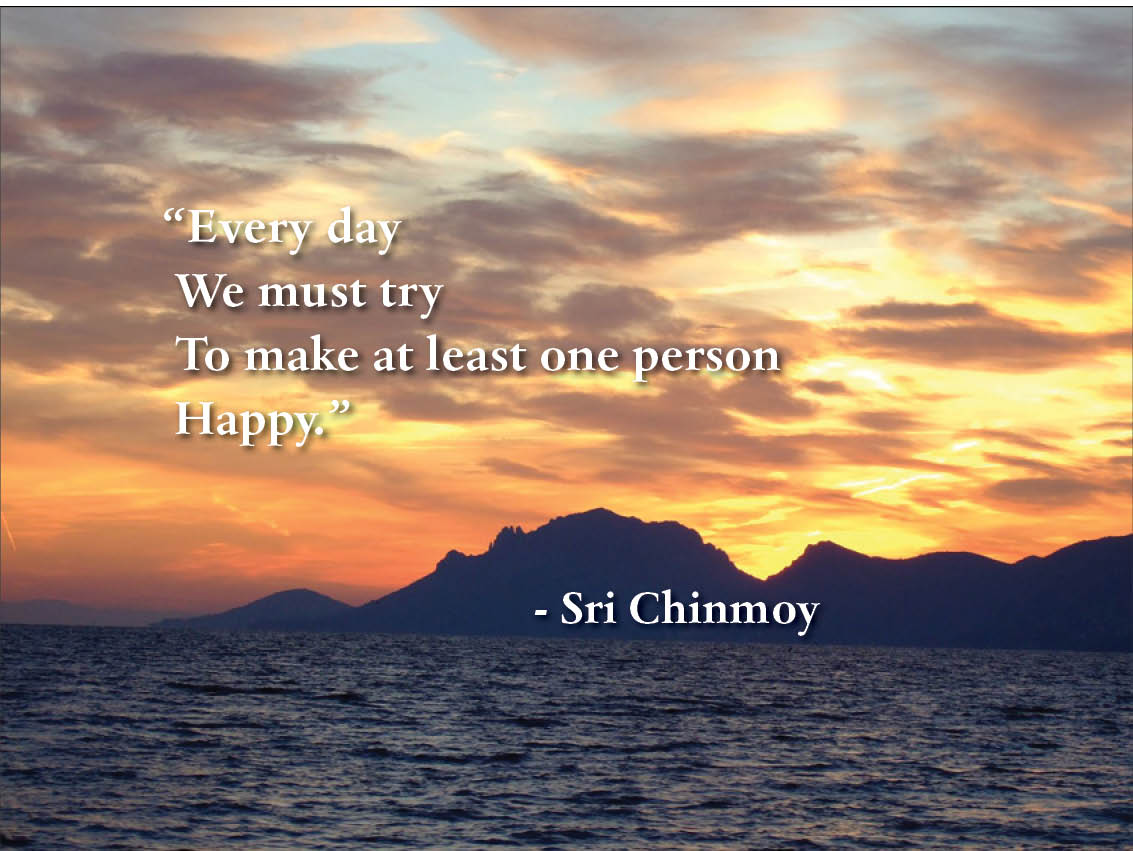 “Every day
We must try
To make at least one person
Happy.”
- Sri Chinmoy